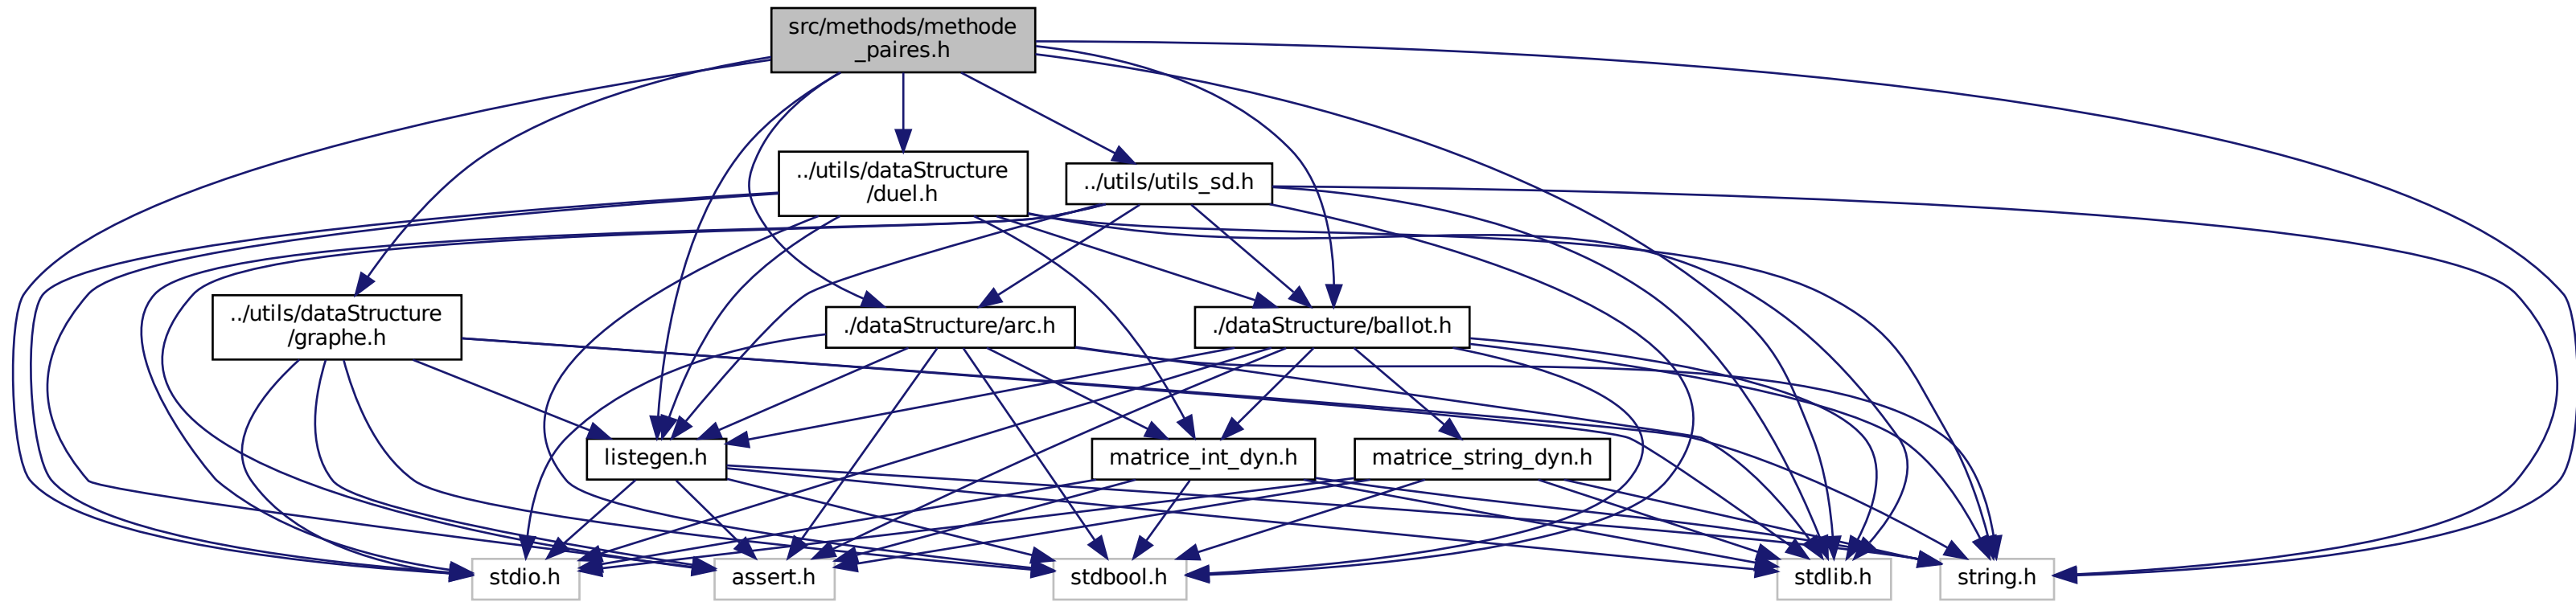 src/methods/methode
_paires.h
../utils/dataStructure
/duel.h
../utils/utils_sd.h
../utils/dataStructure
/graphe.h
./dataStructure/arc.h
./dataStructure/ballot.h
listegen.h
matrice_int_dyn.h
matrice_string_dyn.h
stdio.h
assert.h
stdbool.h
stdlib.h
string.h